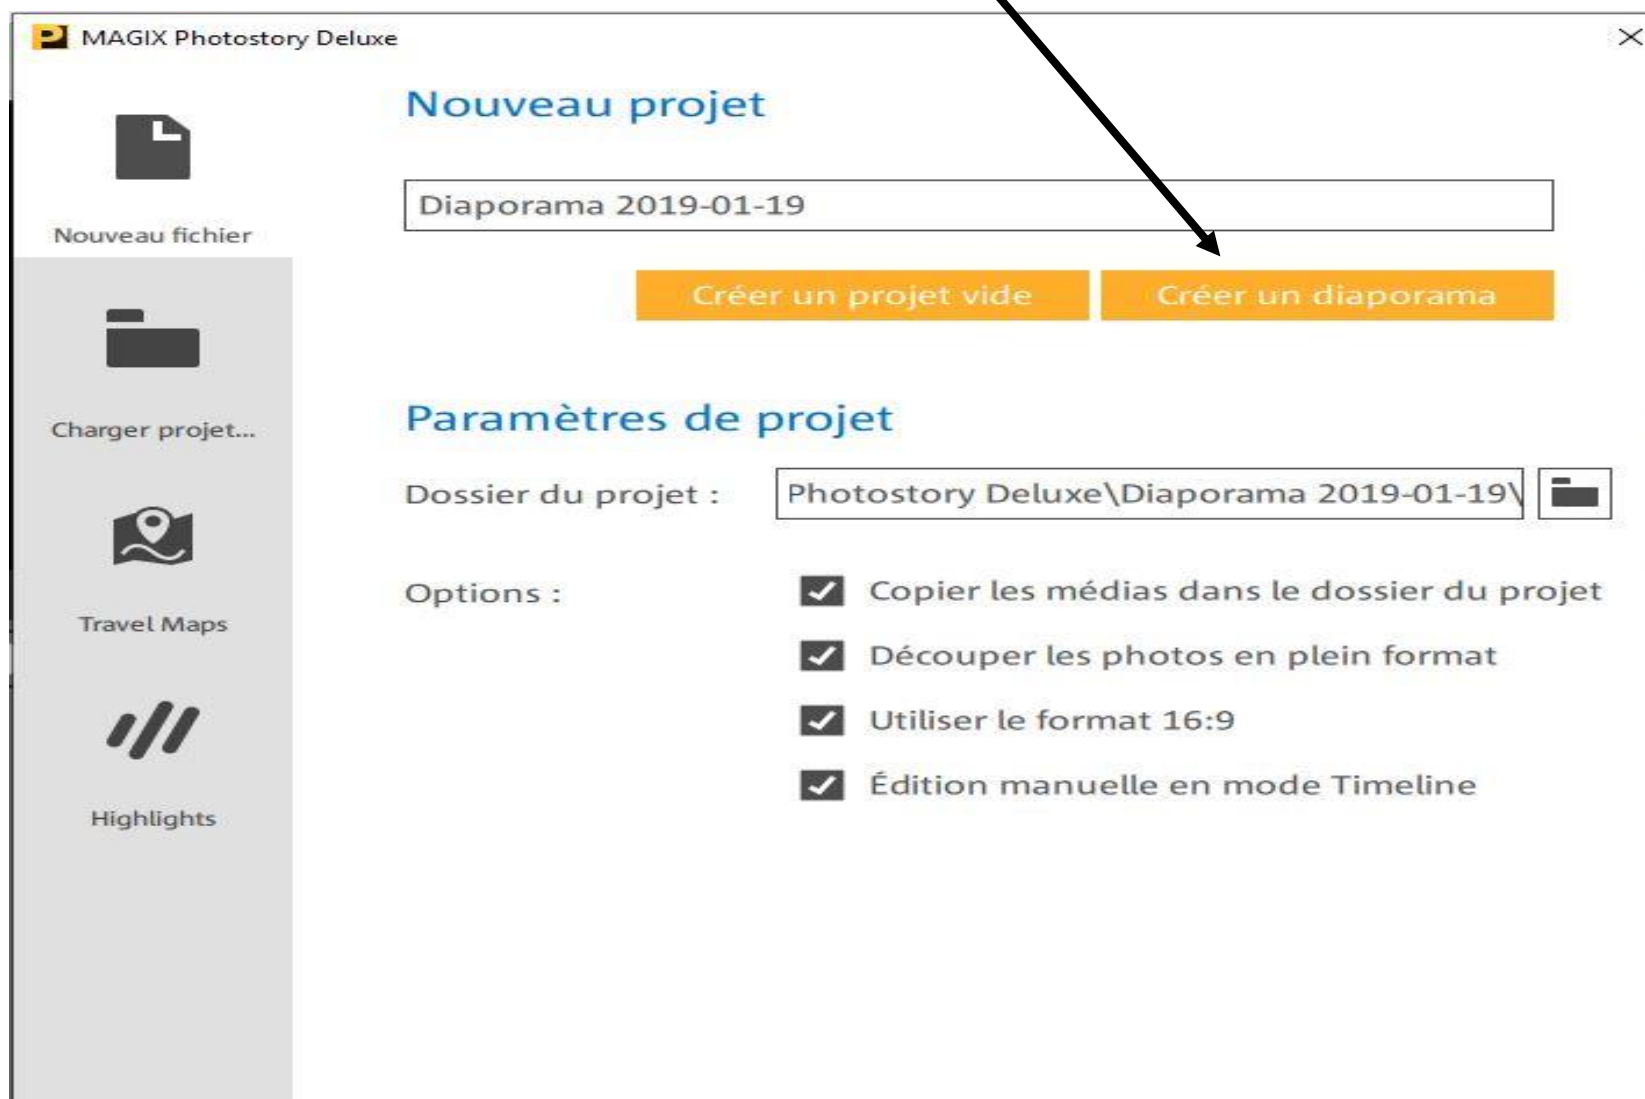 MAGIX Photostory Deluxe
Nouveau projet
Diaporama 2019-01-19
Nouveau fichier
Créer un projet vide
Créer un diaporama
Charger projet...
Paramètres de projet
Dossier du projet :
Photostory Deluxe\Diaporama 2019-01-19\
Options :
Copier les médias dans le dossier du projet
Travel Maps
Découper les photos en plein format
Utiliser le format 16:9
Édition manuelle en mode Timeline
Highlights